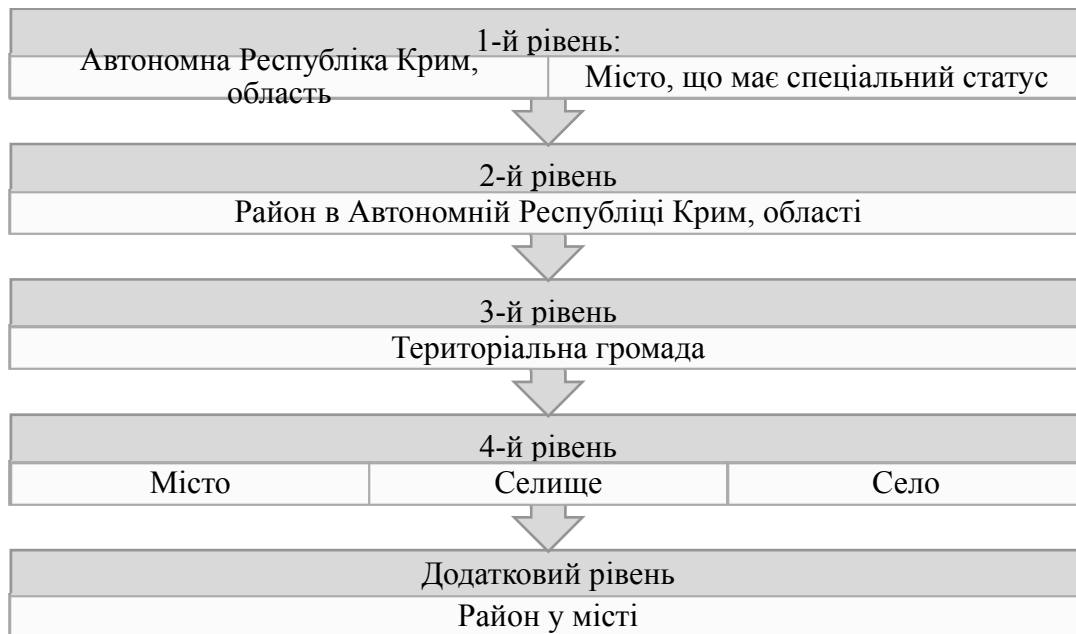 1-й рівень:
Автономна Республіка Крим,
область
Місто, що має спеціальний статус
2-й рівень
Район в Автономній Республіці Крим, області
3-й рівень
Територіальна громада
4-й рівень
Місто
Селище
Село
Додатковий рівень
Район у місті